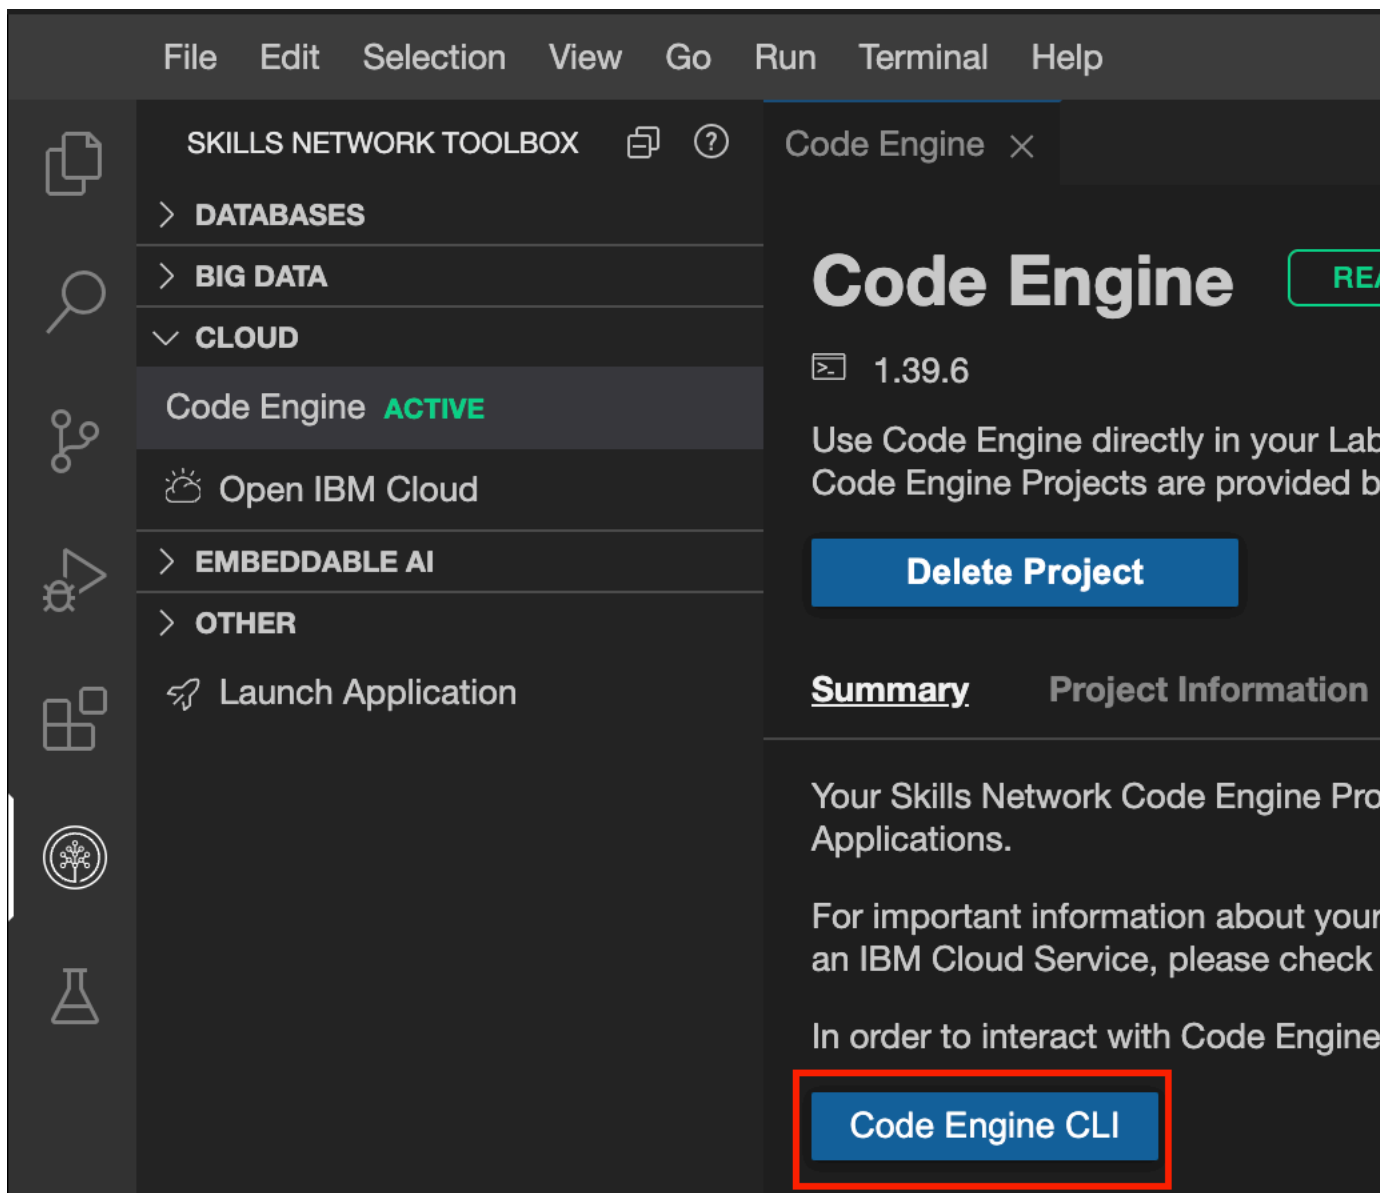 File Edit Selection View Go Run Terminal Help
SKILLS NETWORK TOOLBOX
DATABASES
BIG DATA
CLOUD
Code Engine ACTIVE
Open IBM Cloud
EMBEDDABLE AI
OTHER
Launch Application
Code Engine
Code Engine
1.39.6
Use Code Engine directly in your Lab
Code Engine Projects are provided b
Delete Project
Summary Project Information
Your Skills Network Code Engine Pro
Applications.
For important information about your
an IBM Cloud Service, please check
In order to interact with Code Engine
Code Engine CLI